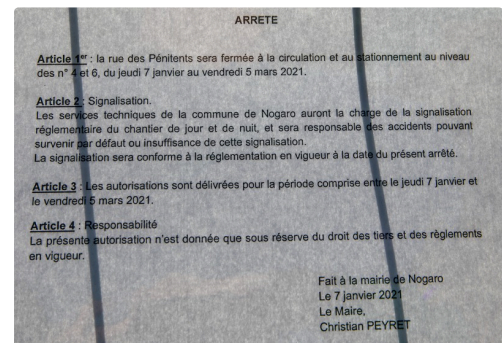 ARRETE
Article 1er : la rue des Pénitents sera fermée à la circulation et au stationnement au niveau
des n° 4 et 6, du jeudi 7 janvier au vendredi 5 mars 2021.
Article 2 : Signalisation.
Les services techniques de la commune de Nogaro auront la charge de la signalisation
réglementaire du chantier de jour et de nuit, et sera responsable des accidents pouvant
survenir par défaut ou insuffisance de cette signalisation.
La signalisation sera conforme à la réglementation en vigueur à la date du présent arrêté.
Article 3 : Les autorisations sont délivrées pour la période comprise entre le jeudi 7 janvier et
le vendredi 5 mars 2021.
Article 4 : Responsabilité
La présente autorisation n'est donnée que sous réserve du droit des tiers et des règlements
en vigueur.
Fait à la mairie de Nogaro
Le 7 janvier 2021
Le Maire,
Christian PEYRET